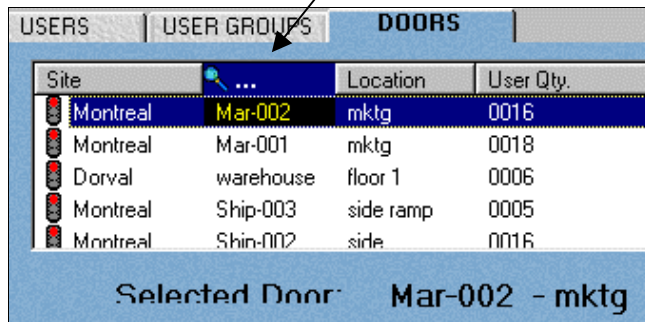 USERS USER GROUPS DOORS
Site ... Location User Qty.
Montreal Mar-002 mktg 0016
Montreal Mar-001 mktg 0018
Dorval warehouse floor 1 0006
Montreal Ship-003 side ramp 0005
Montreal Ship-002 side 0016
Selected Door: Mar-002 - mktg